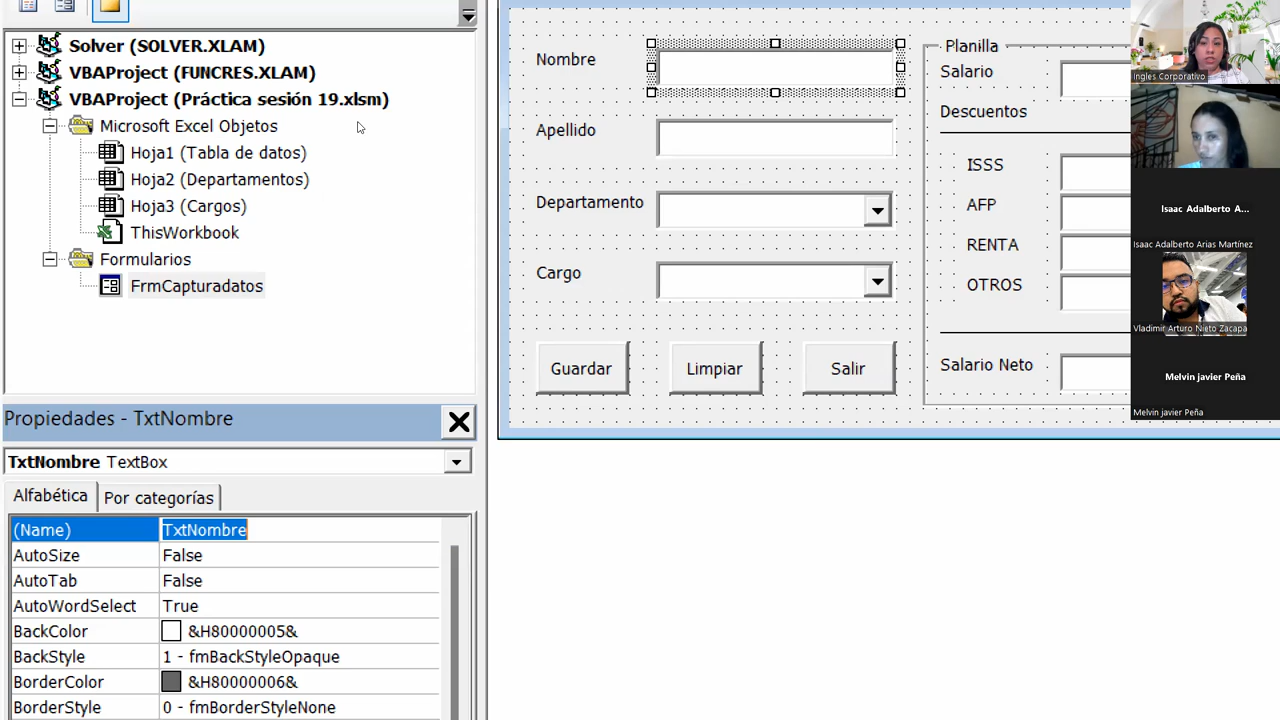 Solver (SOLVER.XLAM)
VBAProject (FUNCRES.XLAM)
VBAProject (Práctica sesión 19.xlsm)
Microsoft Excel Objetos
Hoja1 (Tabla de datos)
Hoja2 (Departamentos)
Hoja3 (Cargos)
ThisWorkbook
Formularios
FrmCapturadatos
Propiedades - TxtNombre
TxtNombre TextBox
Alfabética Por categorías
(Name) TxtNombre
AutoSize False
AutoTab False
AutoWordSelect True
BackColor &H80000005&
BackStyle 1 - fmBackStyleOpaque
BorderColor &H80000006&
BorderStyle 0 - fmBorderStyleNone
Nombre
Apellido
Departamento
Cargo
Guardar Limpiar Salir
Planilla
Salario
Descuentos
ISSS
AFP
RENTA
OTROS
Salario Neto
Ingles Corporativo
Isaac Adalberto A...
Isaac Adalberto Arias Martínez
Vladimir Arturo Nieto Zacapa
Melvin javier Peña
Melvin javier Peña